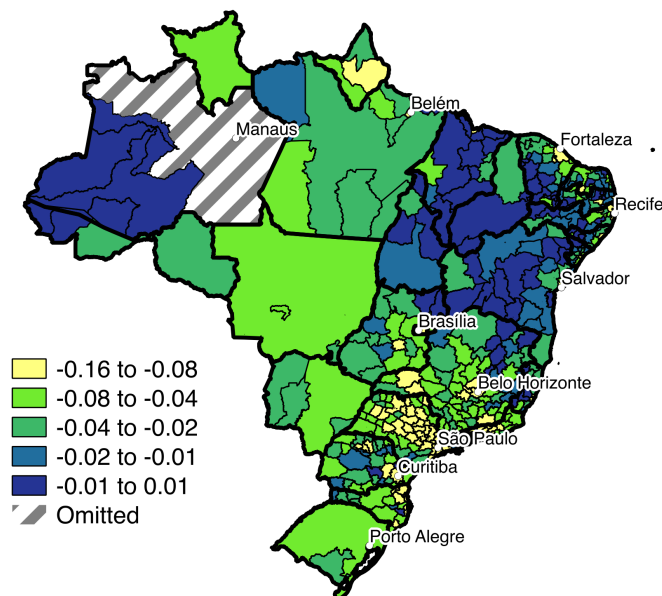 Belém
Manaus
Fortaleza
Recife
Salvador
Brasília
-0.16 to -0.08
-0.08 to -0.04
Belo Horizonte
-0.04 to -0.02
São Paulo
-0.02 to -0.01
Curitiba
-0.01 to 0.01
Omitted
Porto Alegre